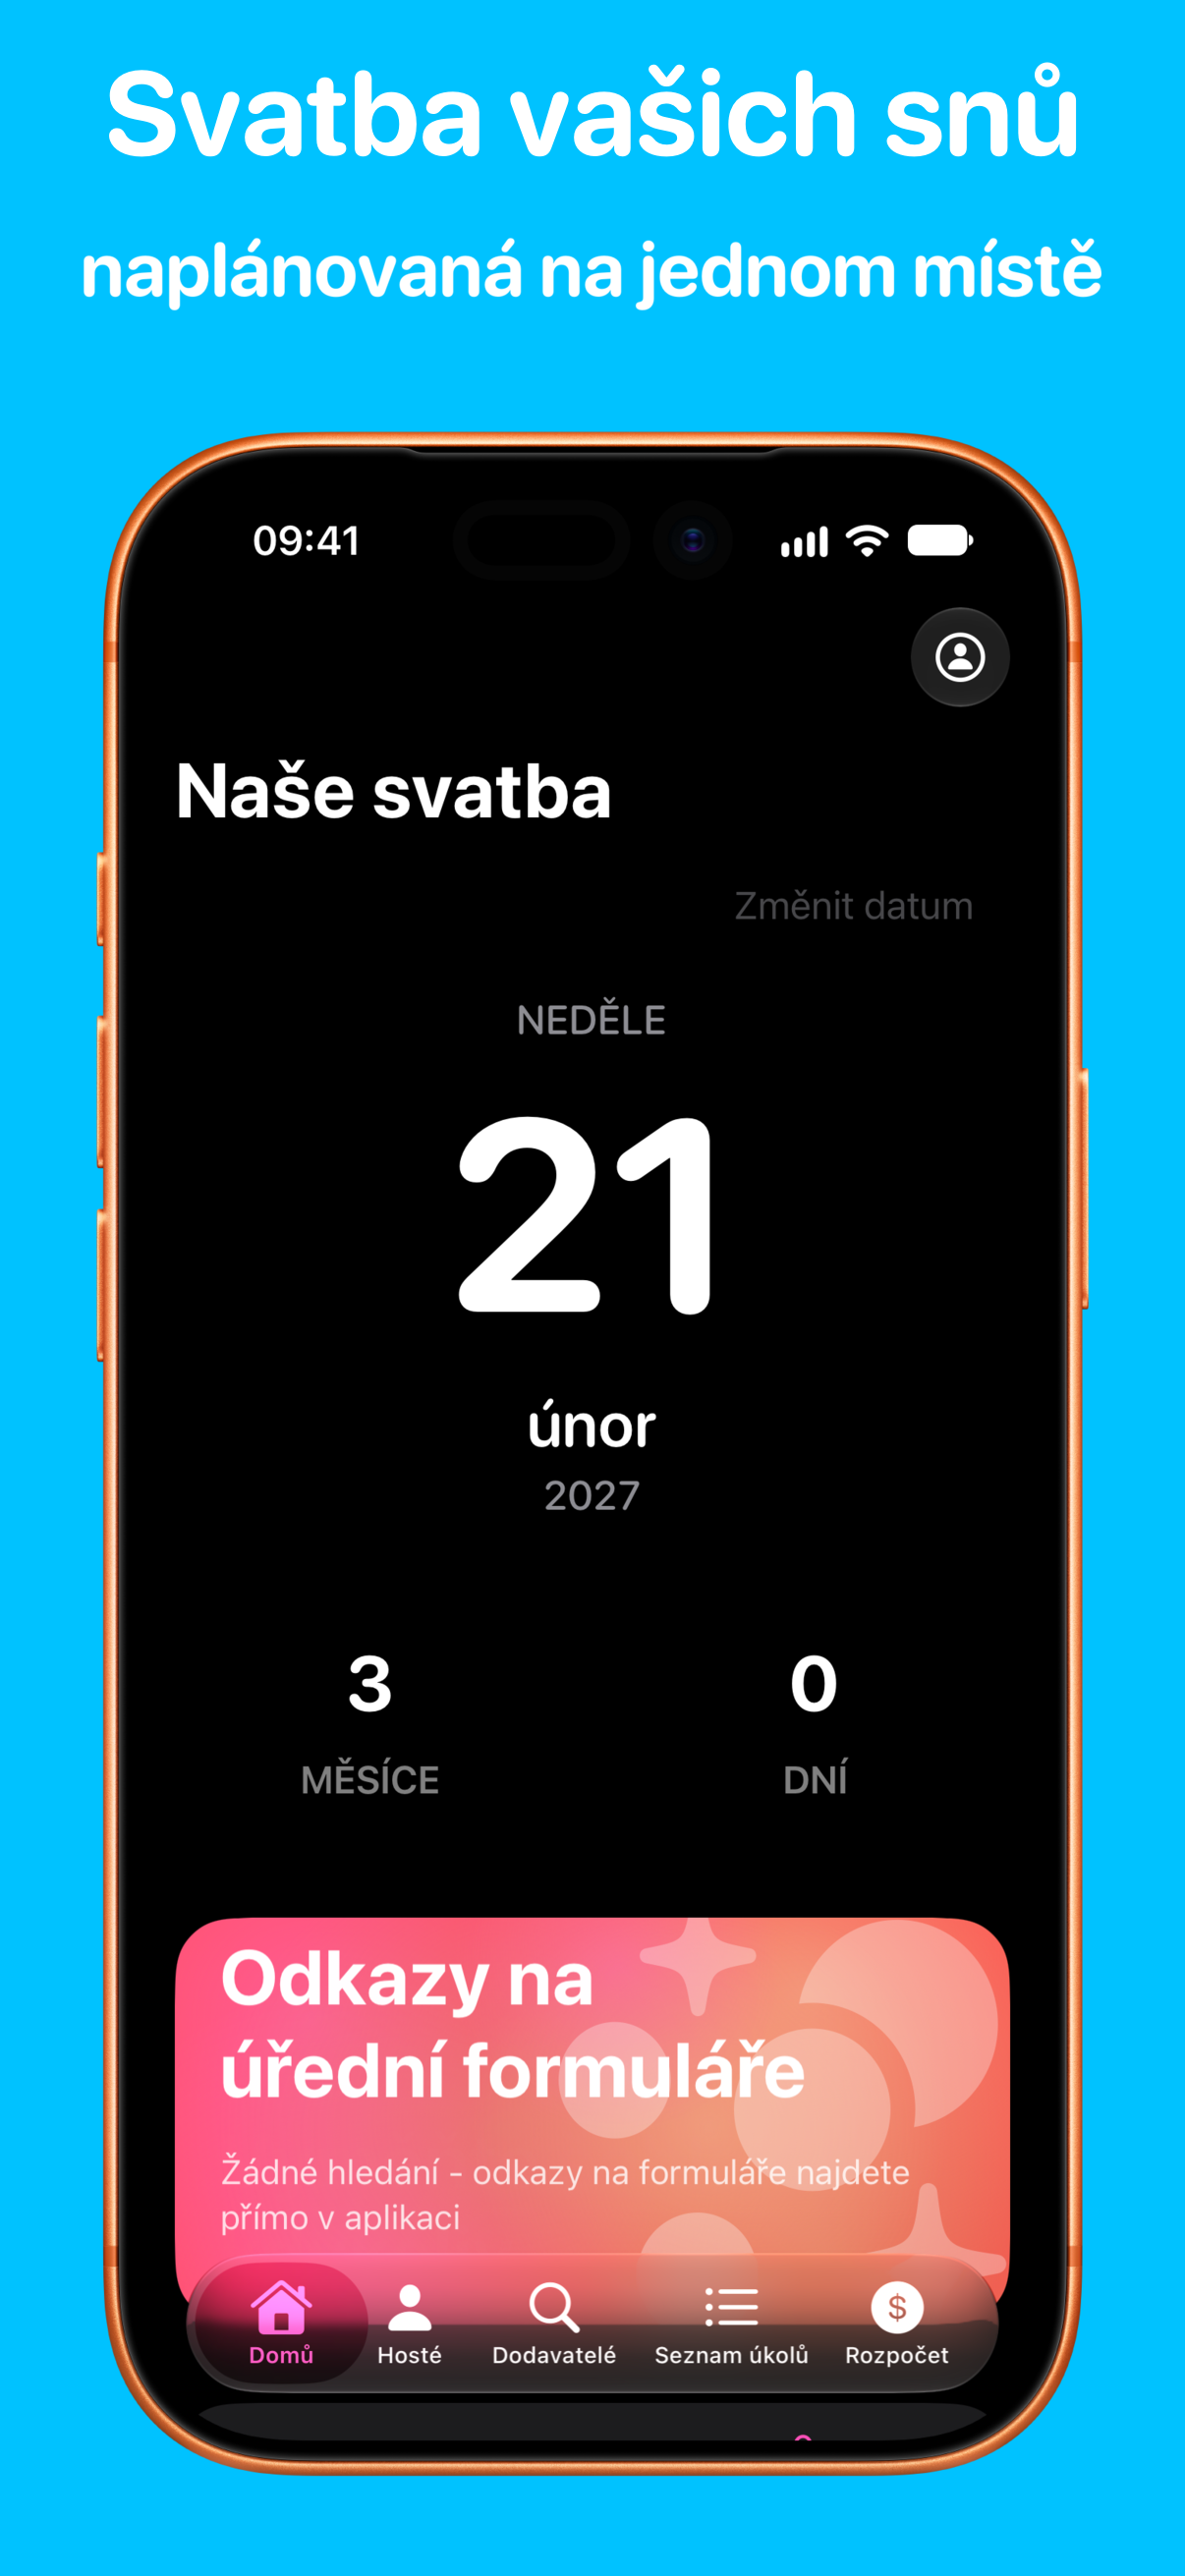 Svatba vašich snů
naplánovaná na jednom místě
09:41
Naše svatba
Změnit datum
NEDĚLE
21
únor
2027
3
0
MĚSÍCE
DNÍ
Odkazy na
úřední formuláře
Žádné hledání - odkazy na formuláře najdete
přímo v aplikaci
Domů
Hosté
Dodavatelé
Seznam úkolů
$
Rozpočet